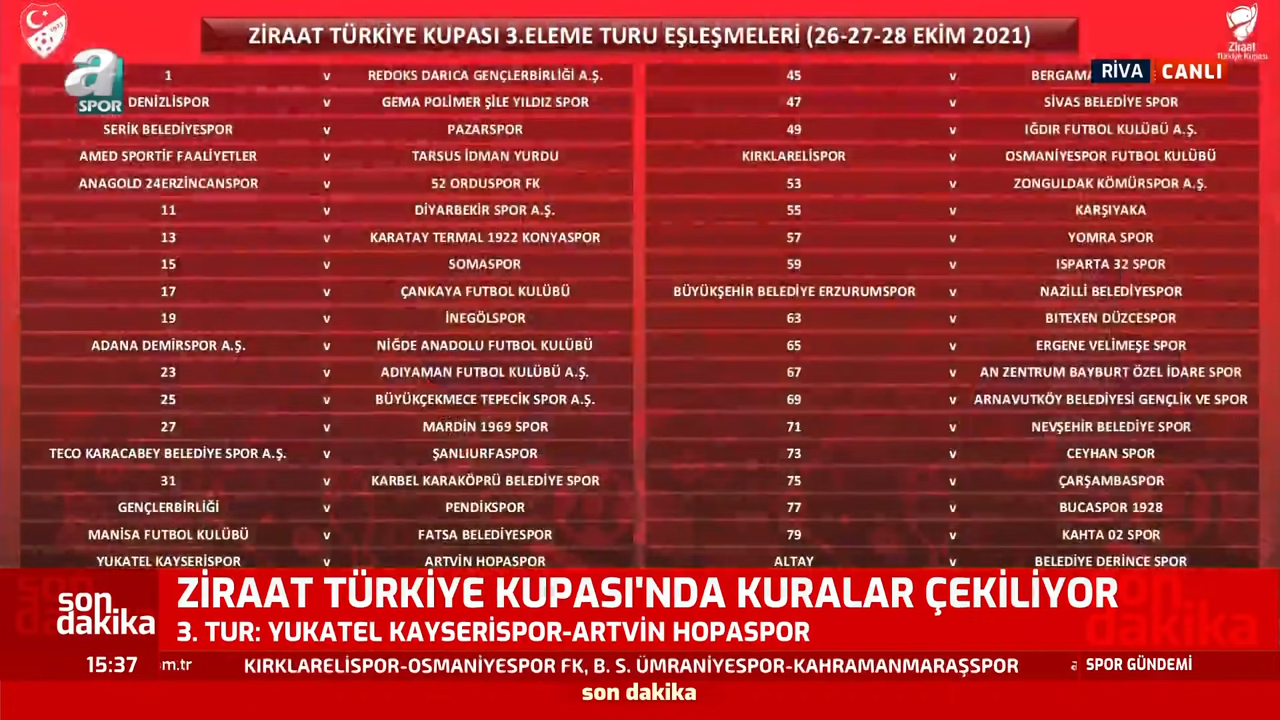 ZİRAAT TÜRKİYE KUPASI 3.ELEME TURU EŞLEŞMELERİ (26-27-28 EKİM 2021)
Ziraat
Türkiye Kupası
a
SPOR
RİVA CANLI
1 v REDOKS DARICA GENÇLERBİRLİĞİ A.Ş.
DENİZLİSPOR v GEMA POLİMER ŞİLE YILDIZ SPOR
SERİK BELEDİYESPOR v PAZARSPOR
AMED SPORTİF FAALİYETLER v TARSUS İDMAN YURDU
ANAGOLD 24ERZİNCANSPOR v 52 ORDUSPOR FK
11 v DİYARBEKİR SPOR A.Ş.
13 v KARATAY TERMAL 1922 KONYASPOR
15 v SOMASPOR
17 v ÇANKAYA FUTBOL KULÜBÜ
19 v İNEGÖLSPOR
ADANA DEMİRSPOR A.Ş. v NİĞDE ANADOLU FUTBOL KULÜBÜ
23 v ADIYAMAN FUTBOL KULÜBÜ A.Ş.
25 v BÜYÜKÇEKMECE TEPECİK SPOR A.Ş.
27 v MARDİN 1969 SPOR
TECO KARACABEY BELEDİYE SPOR A.Ş. v ŞANLIURFASPOR
31 v KARBEL KARAKÖPRÜ BELEDİYE SPOR
GENÇLERBİRLİĞİ v PENDİKSPOR
MANİSA FUTBOL KULÜBÜ v FATSA BELEDİYESPOR
YUKATEL KAYSERİSPOR v ARTVİN HOPASPOR
45 v BERGAMA
47 v SİVAS BELEDİYE SPOR
49 v IĞDIR FUTBOL KULÜBÜ A.Ş.
KIRKLARELİSPOR v OSMANİYESPOR FUTBOL KULÜBÜ
53 v ZONGULDAK KÖMÜRSPOR A.Ş.
55 v KARŞIYAKA
57 v YOMRA SPOR
59 v ISPARTA 32 SPOR
BÜYÜKŞEHİR BELEDİYE ERZURUMSPOR v NAZİLLİ BELEDİYESPOR
63 v BITEXEN DÜZCESPOR
65 v ERGENE VELİMEŞE SPOR
67 v AN ZENTRUM BAYBURT ÖZEL İDARE SPOR
69 v ARNAVUTKÖY BELEDİYESİ GENÇLİK VE SPOR
71 v NEVŞEHİR BELEDİYE SPOR
73 v CEYHAN SPOR
75 v ÇARŞAMBASPOR
77 v BUCASPOR 1928
79 v KAHTA 02 SPOR
ALTAY v BELEDİYE DERİNCE SPOR
son
dakika
ZİRAAT TÜRKİYE KUPASI'NDA KURALAR ÇEKİLİYOR
3. TUR: YUKATEL KAYSERİSPOR-ARTVİN HOPASPOR
15:37 .tr KIRKLARELİSPOR-OSMANİYESPOR FK, B. S. ÜMRANİYESPOR-KAHRAMANMARAŞSPOR a SPOR GÜNDEMİ
son dakika